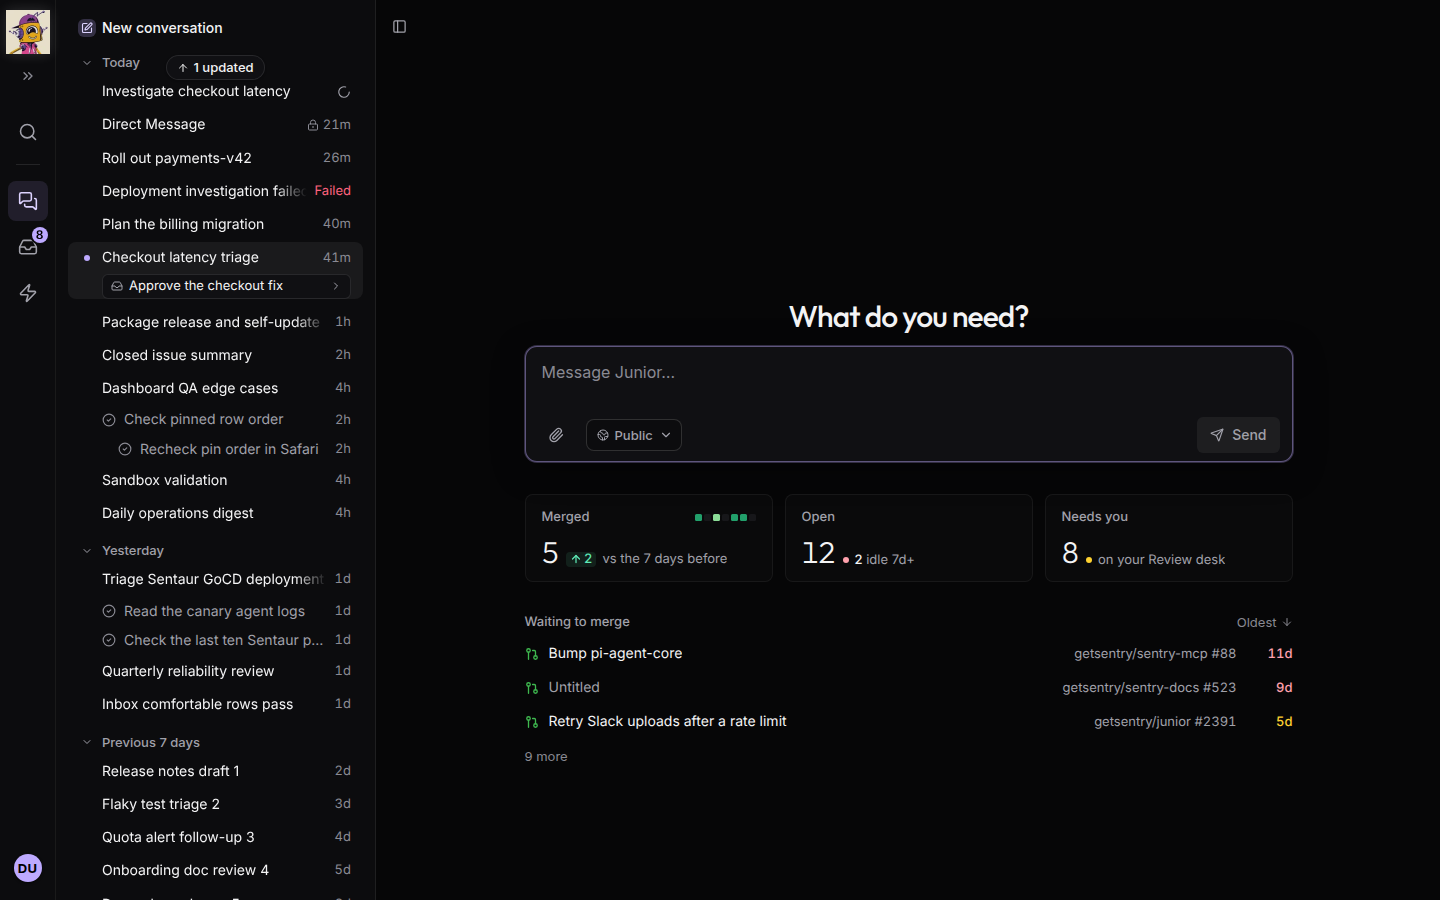 New conversation
Today
1 updated
Investigate checkout latency
Direct Message 21m
Roll out payments-v42 26m
Deployment investigation failed Failed
Plan the billing migration 40m
8
Checkout latency triage 41m
Approve the checkout fix
Package release and self-update 1h
Closed issue summary 2h
Dashboard QA edge cases 4h
Check pinned row order 2h
Recheck pin order in Safari 2h
Sandbox validation 4h
Daily operations digest 4h
Yesterday
Triage Sentaur GoCD deployment 1d
Read the canary agent logs 1d
Check the last ten Sentaur p... 1d
Quarterly reliability review 1d
Inbox comfortable rows pass 1d
Previous 7 days
Release notes draft 1 2d
Flaky test triage 2 3d
Quota alert follow-up 3 4d
Onboarding doc review 4 5d
DU
What do you need?
Message Junior...
Public
Send
Merged
5 2 vs the 7 days before
Open
12 2 idle 7d+
Needs you
8 on your Review desk
Waiting to merge Oldest
Bump pi-agent-core getsentry/sentry-mcp #88 11d
Untitled getsentry/sentry-docs #523 9d
Retry Slack uploads after a rate limit getsentry/junior #2391 5d
9 more